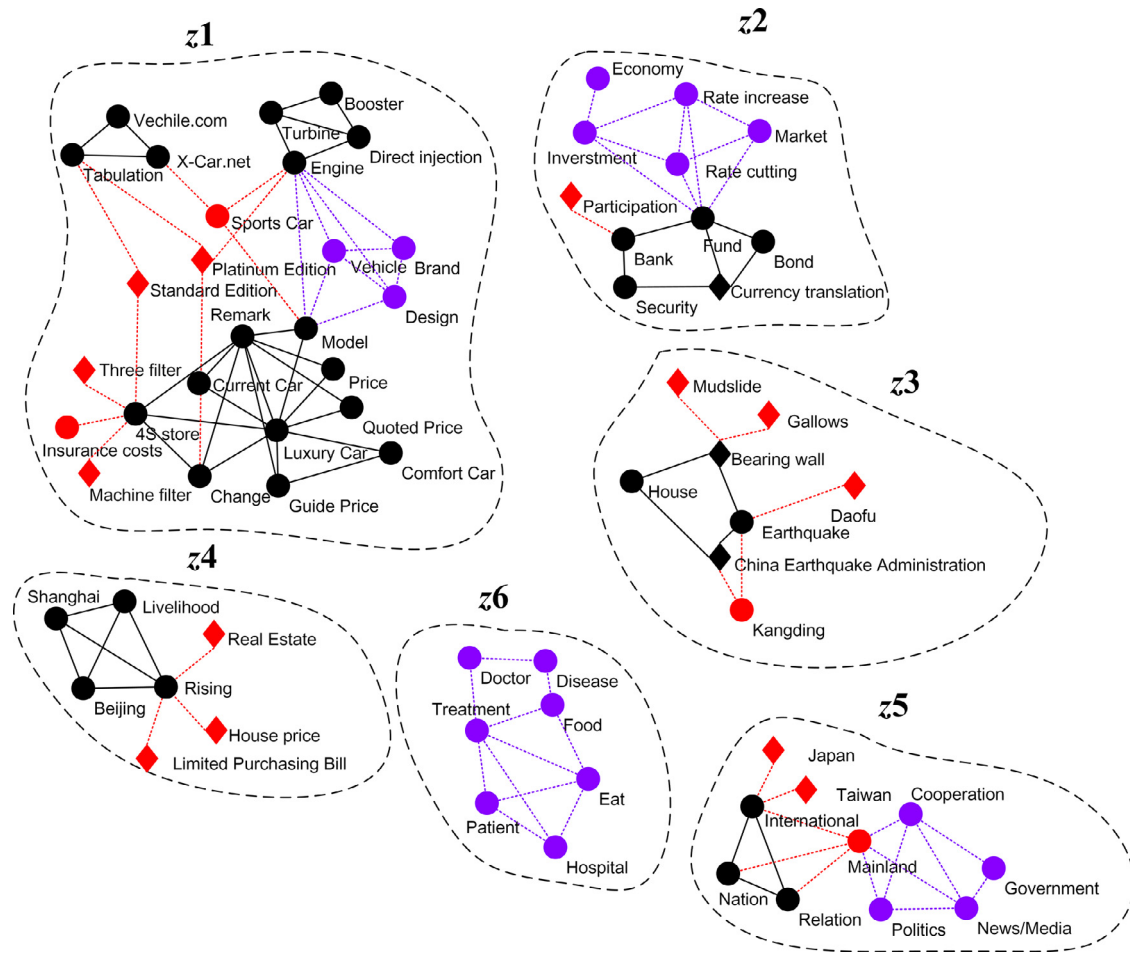 z1
Booster
Vechile.com
Turbine
X-Car.net
Direct injection
Tabulation
Engine
Sports Car
Platinum Edition
Vehicle
Brand
Standard Edition
Remark
Design
Model
Three filter
Current Car
Price
4S store
Quoted Price
Insurance costs
Luxury Car
Comfort Car
Machine filter
Change
Guide Price
z2
Economy
Rate increase
Market
Inverstment
Rate cutting
Participation
Fund
Bank
Bond
Security
Currency translation
z3
Mudslide
Gallows
Bearing wall
House
Daofu
Earthquake
China Earthquake Administration
Kangding
z4
Shanghai
Livelihood
Real Estate
Rising
Beijing
House price
Limited Purchasing Bill
z6
Doctor
Disease
Treatment
Food
Eat
Patient
Hospital
z5
Japan
Taiwan
Cooperation
International
Mainland
Government
Nation
Relation
Politics
News/Media